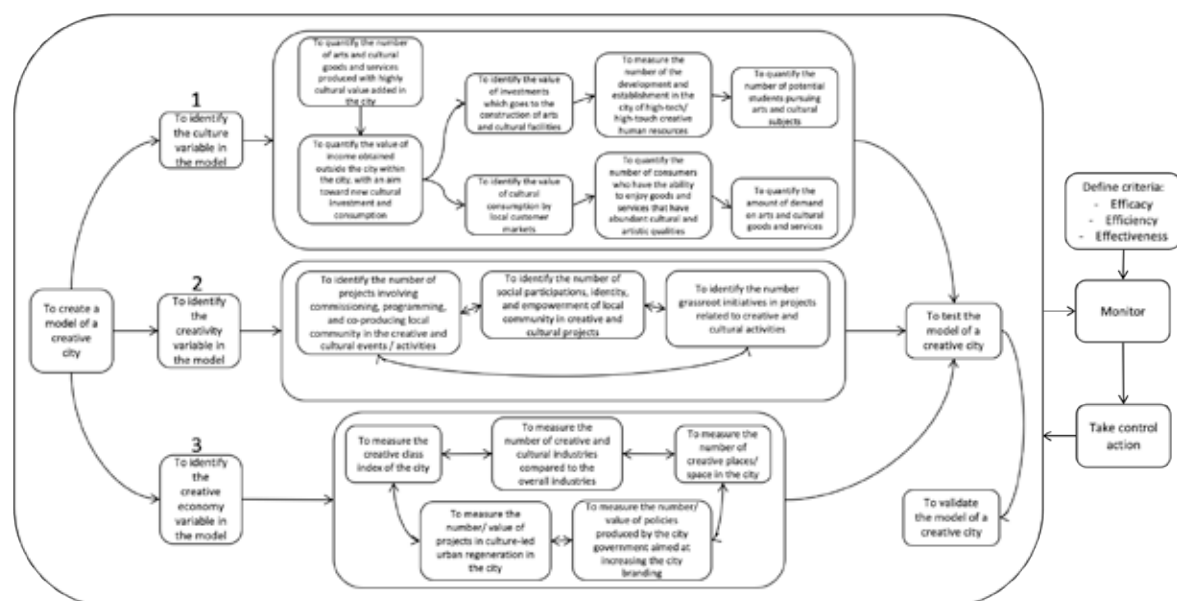 To create a
model of a
creative
city
1
To identify
the culture
variable in
the model
To quantify the number
of arts and cultural
goods and services
produced with highly
cultural value added in
the city
To quantify the value of
income obtained
outside the city within
the city, with an aim
toward new cultural
Investment and
consumption
To identify the value
of investments
which goes to the
construction of arts
and cultural facilities
To measure the
number of the
development and
establishment in the
city of high-tech/
high-touch creative
human resources
To quantify the
number of potential
students pursuing
arts and cultural
subjects
To identify the value
of cultural
consumption by
local customer
markets
To quantify the
number of consumers
who have the ability
to enjoy goods and
services that have
abundant cultural and
artistic qualities
To quantify the
amount of demand
on arts and cultural
goods and services
2
To identify
the
creativity
variable in
the model
To identify the number of
projects involving
commissioning, programming,
and co-producing local
community in the creative and
cultural events / activities
To identify the number of
social participations, identity,
and empowerment of local
community in creative and
cultural projects
To identify the number
grassroot initiatives in projects
related to creative and
cultural activities
3
To identify
the
creative
economy
variable in
the model
To measure the
creative class
index of the city
To measure the
number of creative and
cultural industries
compared to the
overall industries
To measure the
number of
creative places/
space in the city
To measure the
number/ value of
projects in culture-led
urban regeneration in
the city
To measure the number/
value of policies
produced by the city
government aimed at
increasing the city
branding
To test the
model of a
creative city
To validate
the model of a
creative city
Define criteria:
- Efficacy
- Efficiency
- Effectiveness
Monitor
Take control
action